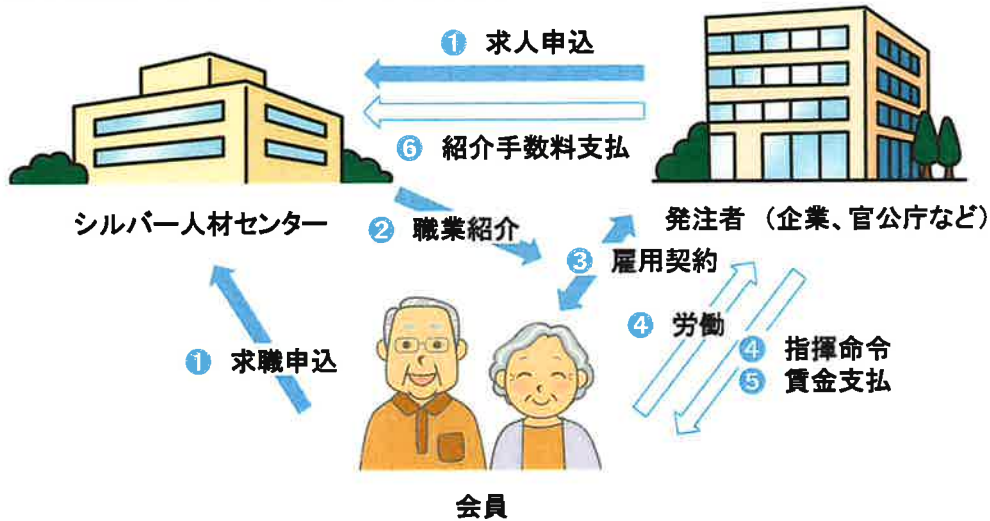 ❶ 求人申込
❻ 紹介手数料支払
シルバー人材センター
発注者 (企業、官公庁など)
❷ 職業紹介
❸ 雇用契約
❹ 労働
❹ 指揮命令
❺ 賃金支払
❶ 求職申込
会員